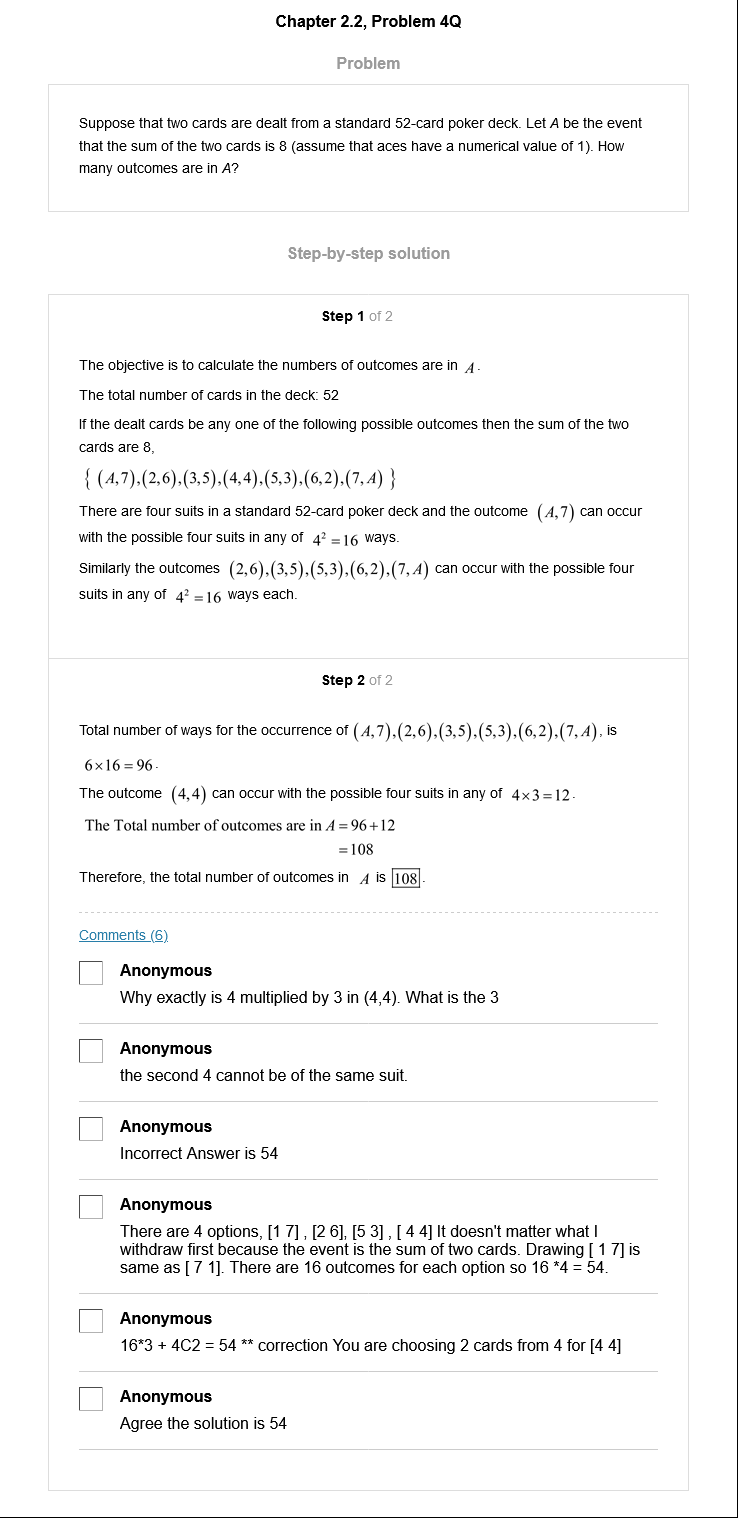 Chapter 2.2, Problem 4Q
Problem
Suppose that two cards are dealt from a standard 52-card poker deck. Let A be the event
that the sum of the two cards is 8 (assume that aces have a numerical value of 1). How
many outcomes are in A?
Step-by-step solution
Step 1 of 2
The objective is to calculate the numbers of outcomes are in A.
The total number of cards in the deck: 52
If the dealt cards be any one of the following possible outcomes then the sum of the two
cards are 8,
{ (A,7),(2,6),(3,5),(4,4),(5,3),(6,2),(7,A) }
There are four suits in a standard 52-card poker deck and the outcome (A,7) can occur
with the possible four suits in any of 4² = 16 ways.
Similarly the outcomes (2,6),(3,5),(5,3),(6,2),(7,A) can occur with the possible four
suits in any of 4² = 16 ways each.
Step 2 of 2
Total number of ways for the occurrence of (A,7),(2,6),(3,5),(5,3),(6,2),(7,A), is
6×16 = 96.
The outcome (4,4) can occur with the possible four suits in any of 4×3 = 12.
The Total number of outcomes are in A = 96+12
= 108
Therefore, the total number of outcomes in A is 108.
Comments (6)
Anonymous
Why exactly is 4 multiplied by 3 in (4,4). What is the 3
Anonymous
the second 4 cannot be of the same suit.
Anonymous
Incorrect Answer is 54
Anonymous
There are 4 options, [1 7] , [2 6], [5 3] , [ 4 4] It doesn't matter what I
withdraw first because the event is the sum of two cards. Drawing [ 1 7] is
same as [ 7 1]. There are 16 outcomes for each option so 16 *4 = 54.
Anonymous
16*3 + 4C2 = 54 ** correction You are choosing 2 cards from 4 for [4 4]
Anonymous
Agree the solution is 54